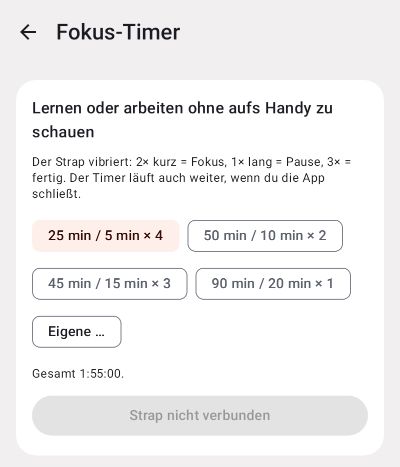 Fokus-Timer
Lernen oder arbeiten ohne aufs Handy zu
schauen
Der Strap vibriert: 2× kurz = Fokus, 1× lang = Pause, 3× =
fertig. Der Timer läuft auch weiter, wenn du die App
schließt.
25 min / 5 min × 4
50 min / 10 min × 2
45 min / 15 min × 3
90 min / 20 min × 1
Eigene ...
Gesamt 1:55:00.
Strap nicht verbunden